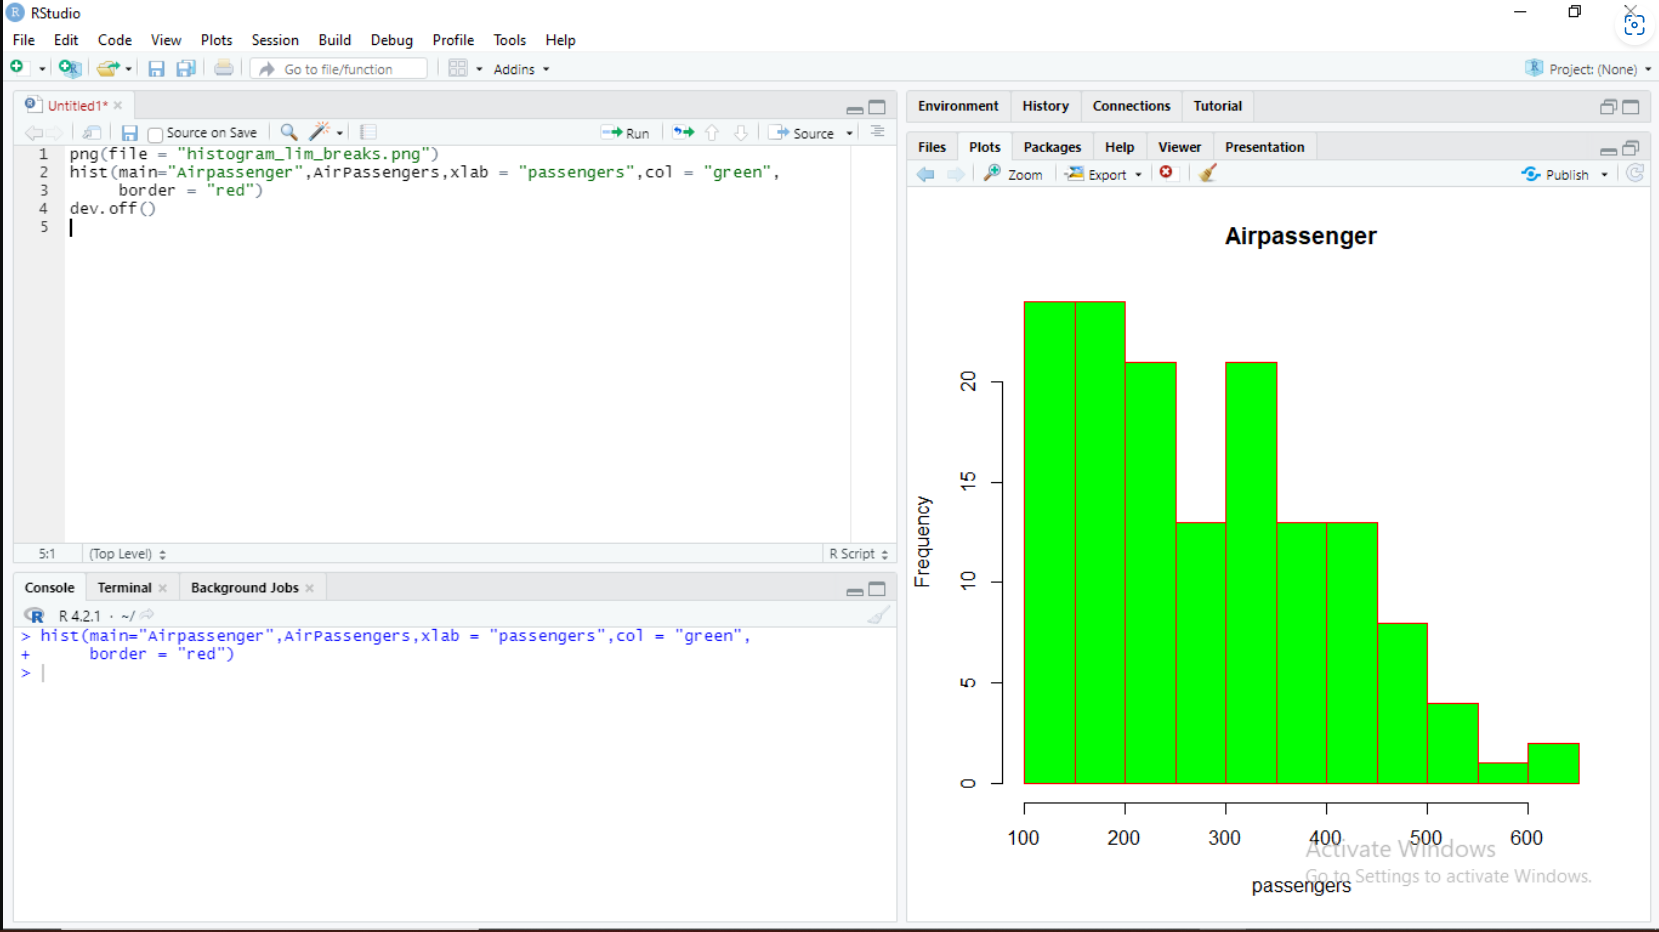 RStudio
File Edit Code View Plots Session Build Debug Profile Tools Help
Go to file/function Addins Project: (None)
Untitled1*
Source on Save Run Source
1 png(file = "histogram_lim_breaks.png")
2 hist(main="Airpassenger",AirPassengers,xlab = "passengers",col = "green",
3 border = "red")
4 dev.off()
5
5:1 (Top Level) R Script
Console Terminal Background Jobs
R 4.2.1 · ~/
> hist(main="Airpassenger",AirPassengers,xlab = "passengers",col = "green",
+ border = "red")
>
Environment History Connections Tutorial
Files Plots Packages Help Viewer Presentation
Zoom Export Publish
Airpassenger
Frequency
20
15
10
5
0
100 200 300 400 500 600
passengers
Activate Windows
Go to Settings to activate Windows.